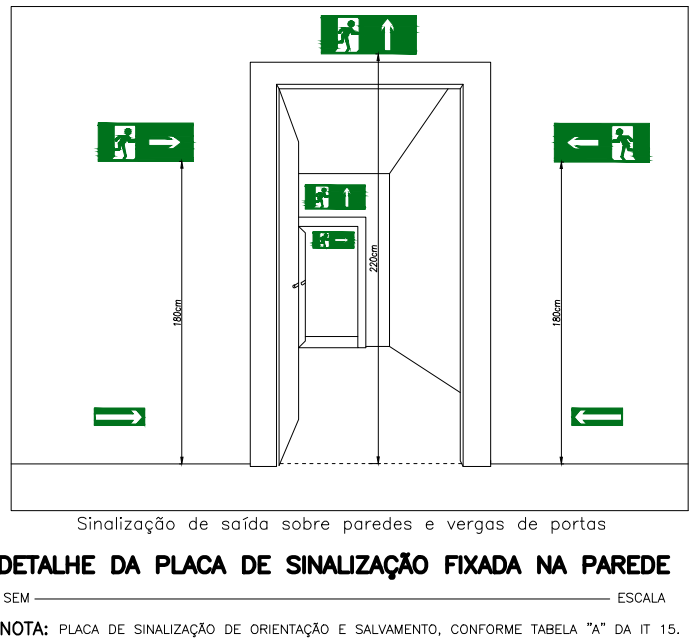 220cm
180cm
180cm
Sinalização de saída sobre paredes e vergas de portas
DETALHE DA PLACA DE SINALIZAÇÃO FIXADA NA PAREDE
SEM ESCALA
NOTA: PLACA DE SINALIZAÇÃO DE ORIENTAÇÃO E SALVAMENTO, CONFORME TABELA "A" DA IT 15.